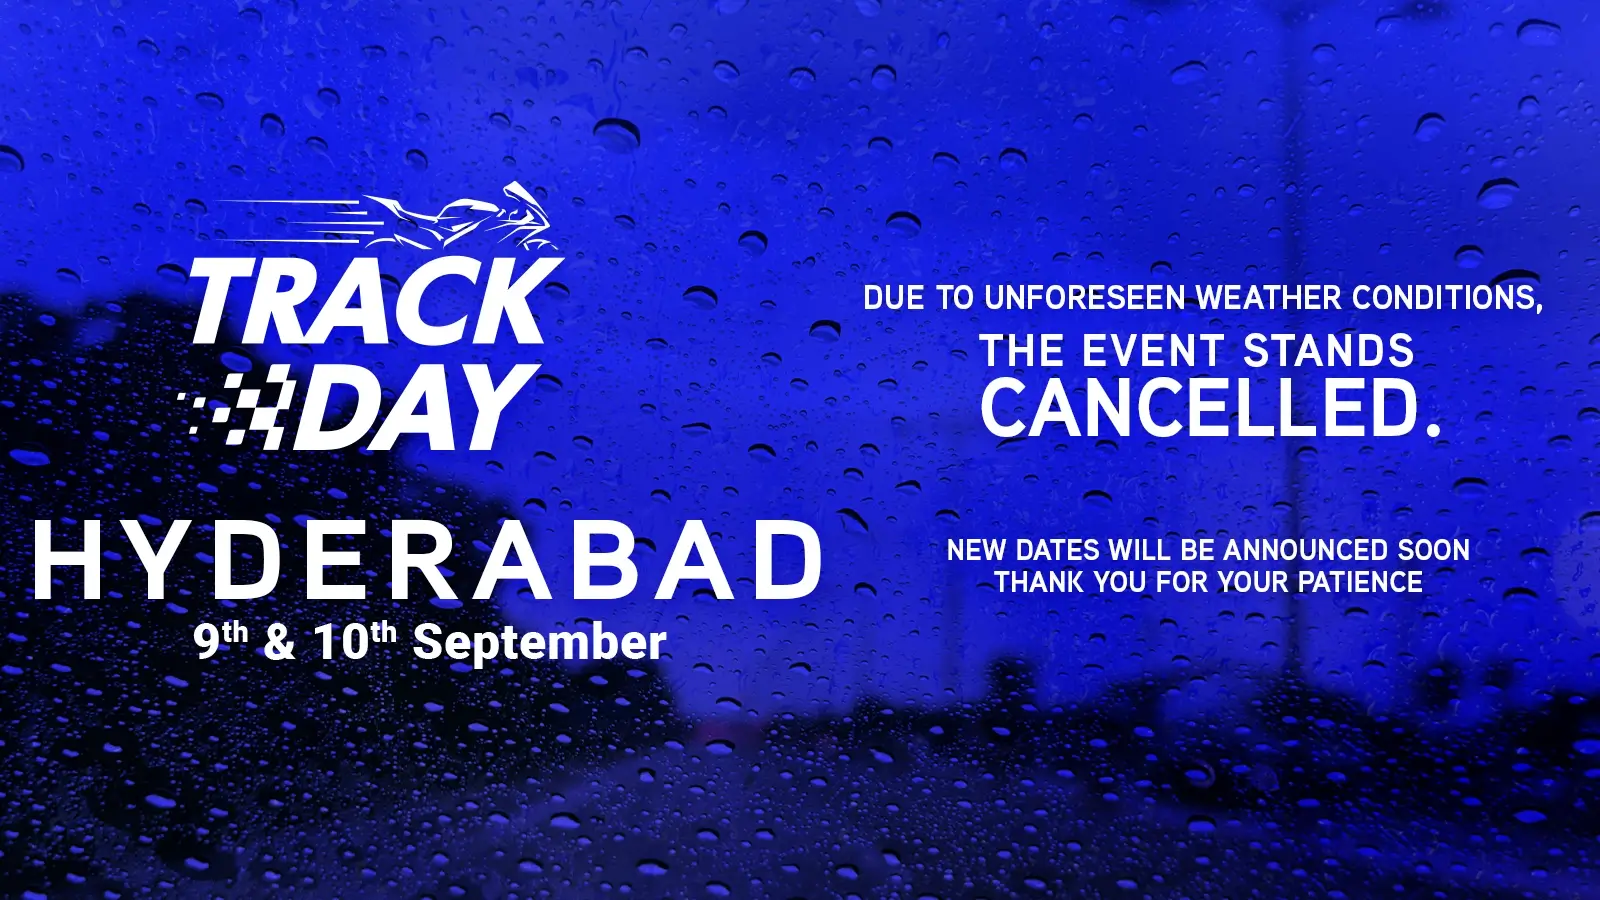 TRACK
DAY
HYDERABAD
9th & 10th September
DUE TO UNFORESEEN WEATHER CONDITIONS,
THE EVENT STANDS
CANCELLED.
NEW DATES WILL BE ANNOUNCED SOON
THANK YOU FOR YOUR PATIENCE